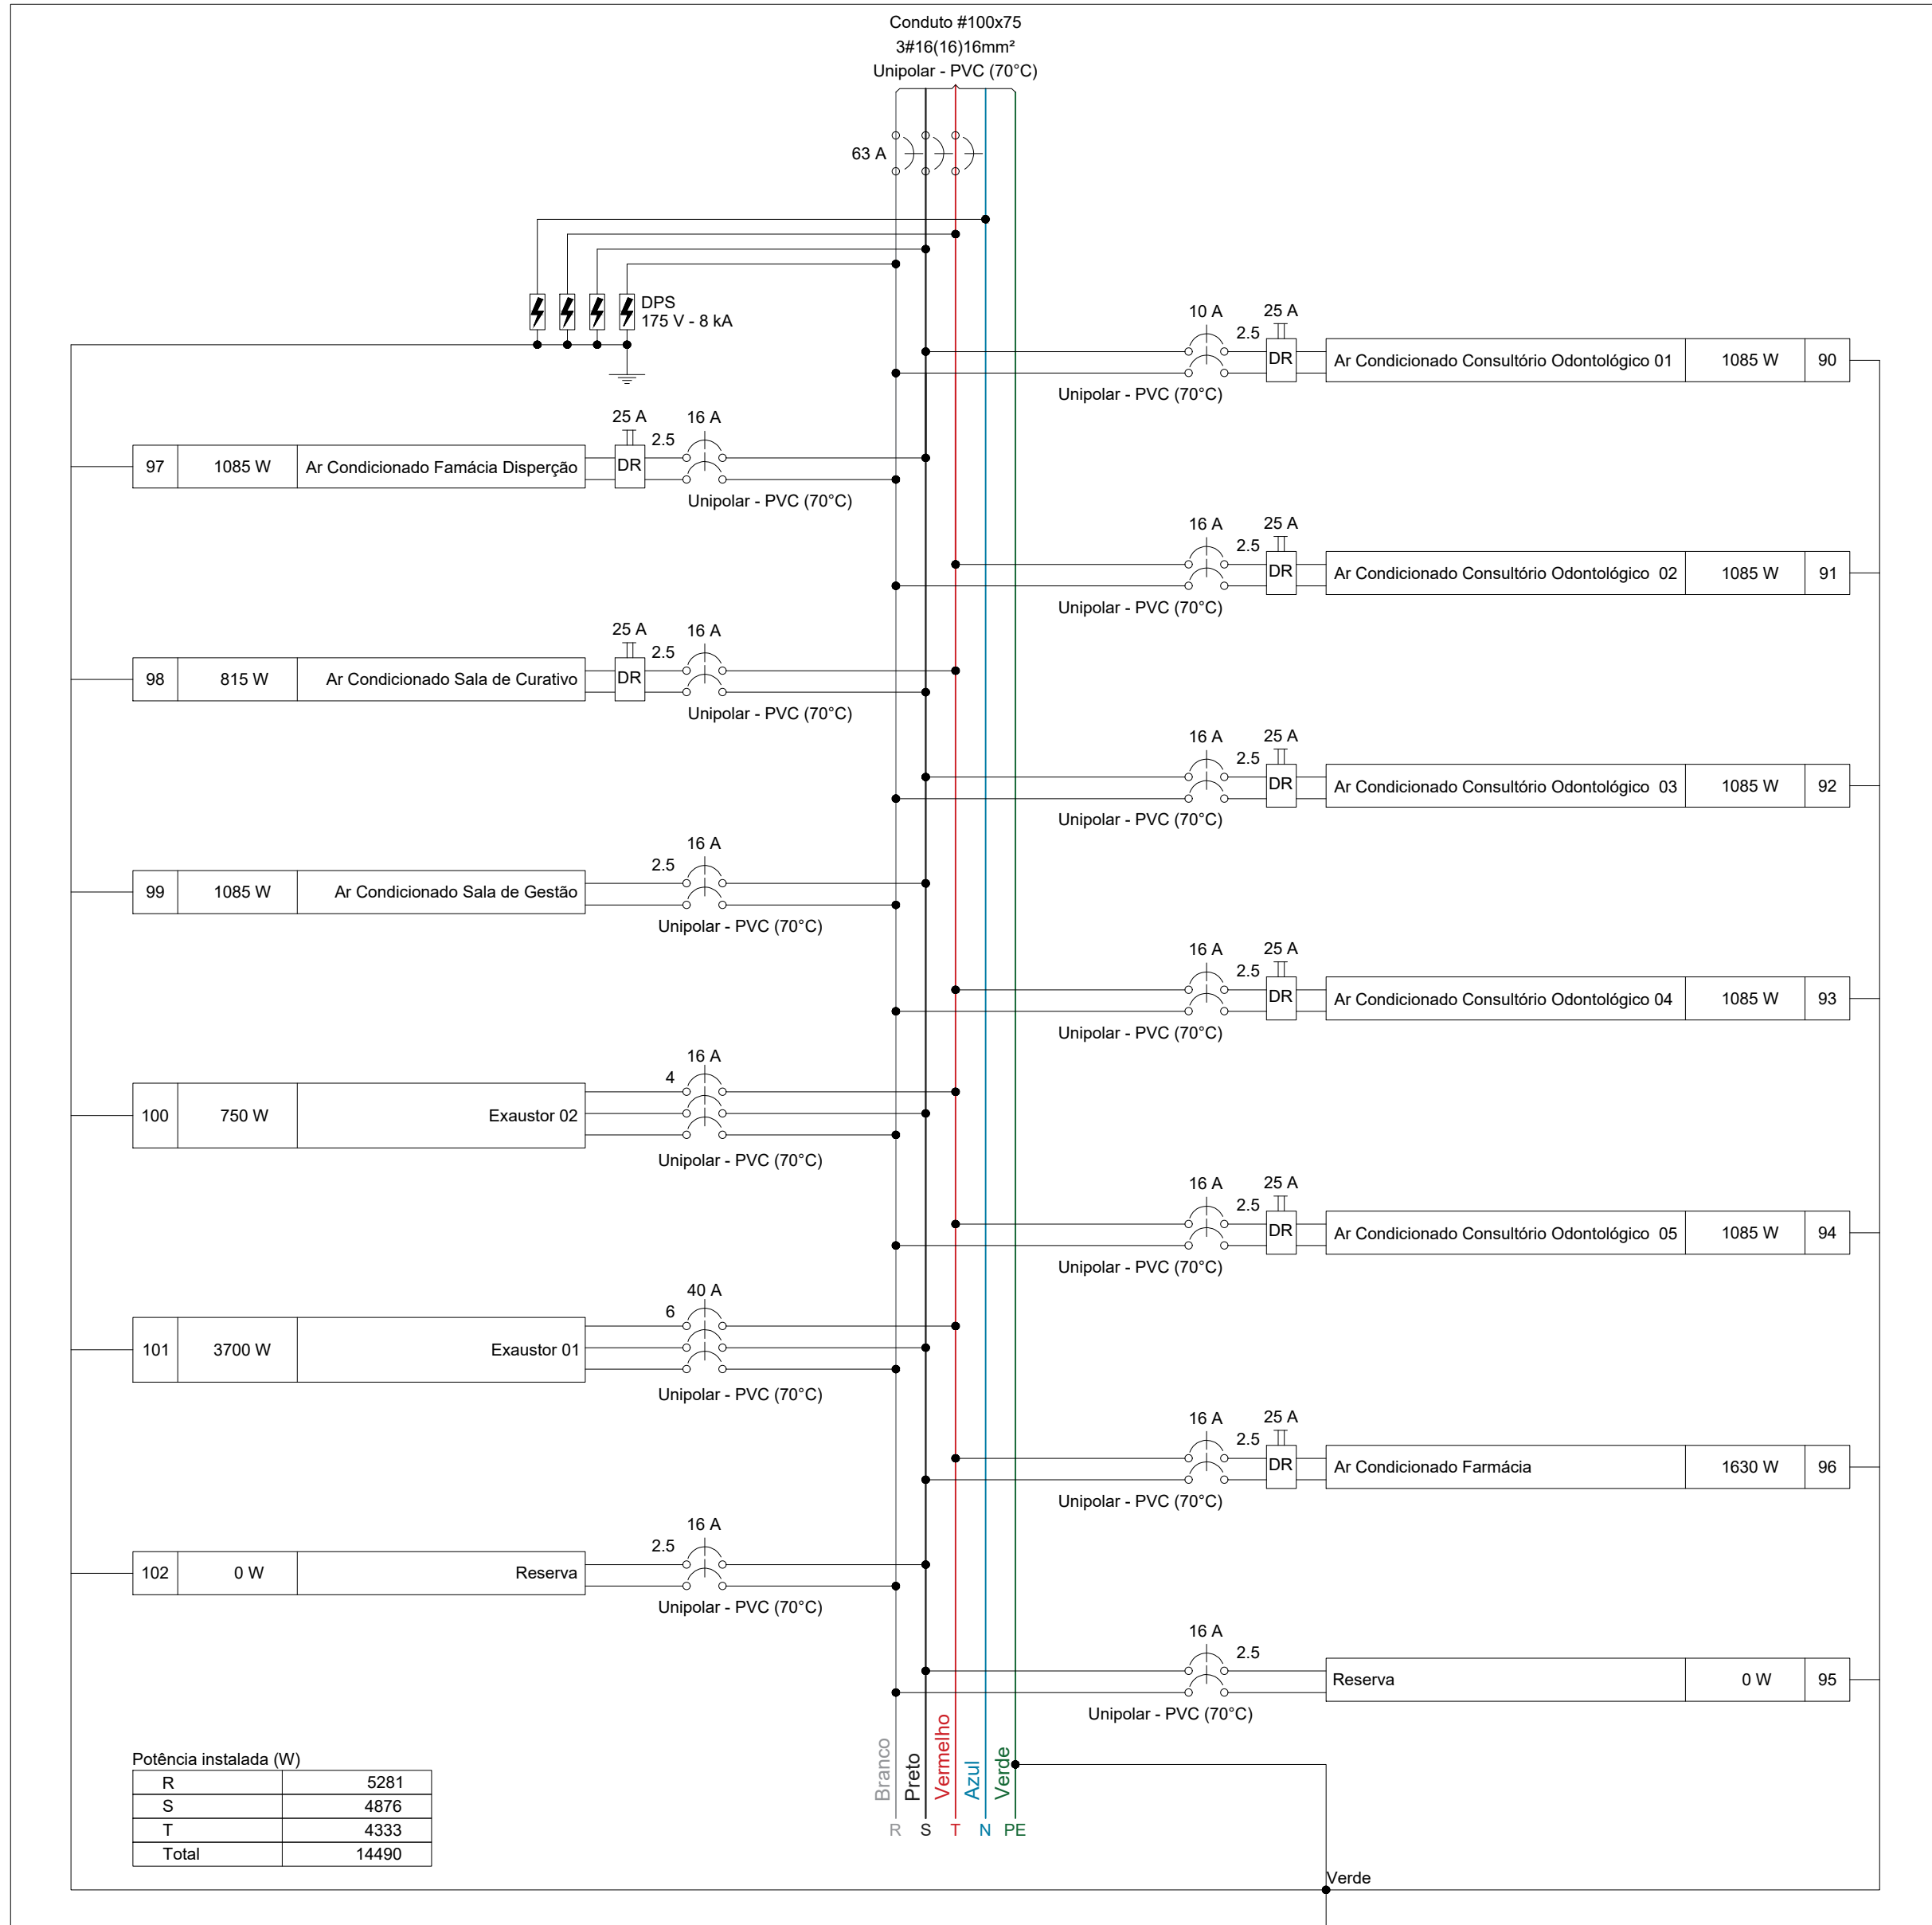 Conduto #100x75
3#16(16)16mm²
Unipolar - PVC (70°C)
63 A
DPS
175 V - 8 kA
10 A
25 A
2.5
DR
Ar Condicionado Consultório Odontológico 01
1085 W
90
Unipolar - PVC (70°C)
97
1085 W
Ar Condicionado Famácia Disperção
25 A
DR
2.5
16 A
Unipolar - PVC (70°C)
16 A
25 A
2.5
DR
Ar Condicionado Consultório Odontológico 02
1085 W
91
Unipolar - PVC (70°C)
98
815 W
Ar Condicionado Sala de Curativo
25 A
DR
2.5
16 A
Unipolar - PVC (70°C)
16 A
25 A
2.5
DR
Ar Condicionado Consultório Odontológico 03
1085 W
92
Unipolar - PVC (70°C)
99
1085 W
Ar Condicionado Sala de Gestão
2.5
16 A
Unipolar - PVC (70°C)
16 A
25 A
2.5
DR
Ar Condicionado Consultório Odontológico 04
1085 W
93
Unipolar - PVC (70°C)
100
750 W
Exaustor 02
4
16 A
Unipolar - PVC (70°C)
16 A
25 A
2.5
DR
Ar Condicionado Consultório Odontológico 05
1085 W
94
Unipolar - PVC (70°C)
101
3700 W
Exaustor 01
6
40 A
Unipolar - PVC (70°C)
16 A
25 A
2.5
DR
Ar Condicionado Farmácia
1630 W
96
Unipolar - PVC (70°C)
102
0 W
Reserva
2.5
16 A
Unipolar - PVC (70°C)
16 A
2.5
Reserva
0 W
95
Unipolar - PVC (70°C)
Potência instalada (W)
R 5281
S 4876
T 4333
Total 14490
Branco
Preto
Vermelho
Azul
Verde
R S T N PE
Verde